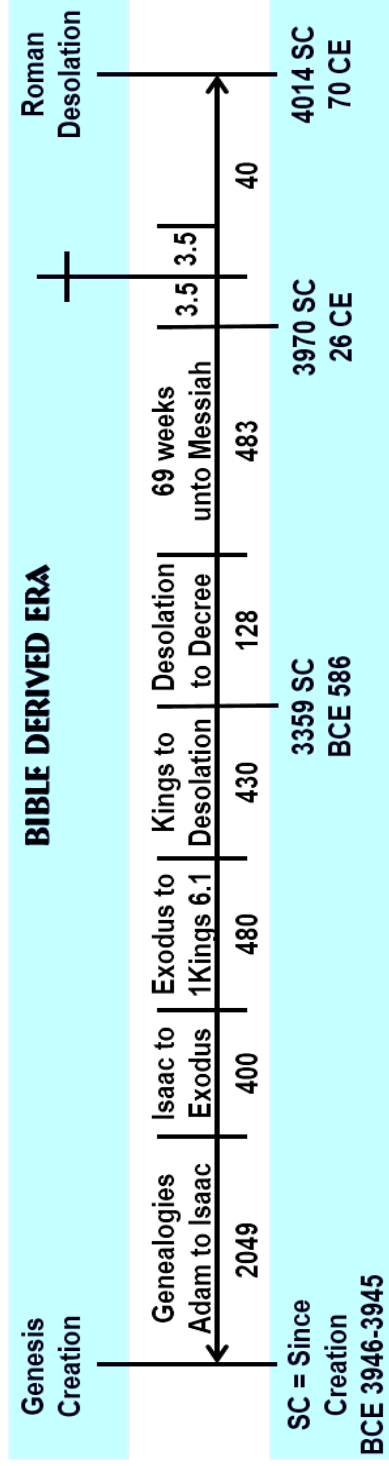 BIBLE DERIVED ERA
Genesis
Creation
Roman
Desolation
Genealogies
Adam to Isaac
Isaac to
Exodus
Exodus to
1Kings 6.1
Kings to
Desolation
Desolation
to Decree
69 weeks
unto Messiah
3.5
3.5
2049
400
480
430
128
483
40
SC = Since
Creation
BCE 3946-3945
3359 SC
BCE 586
3970 SC
26 CE
4014 SC
70 CE